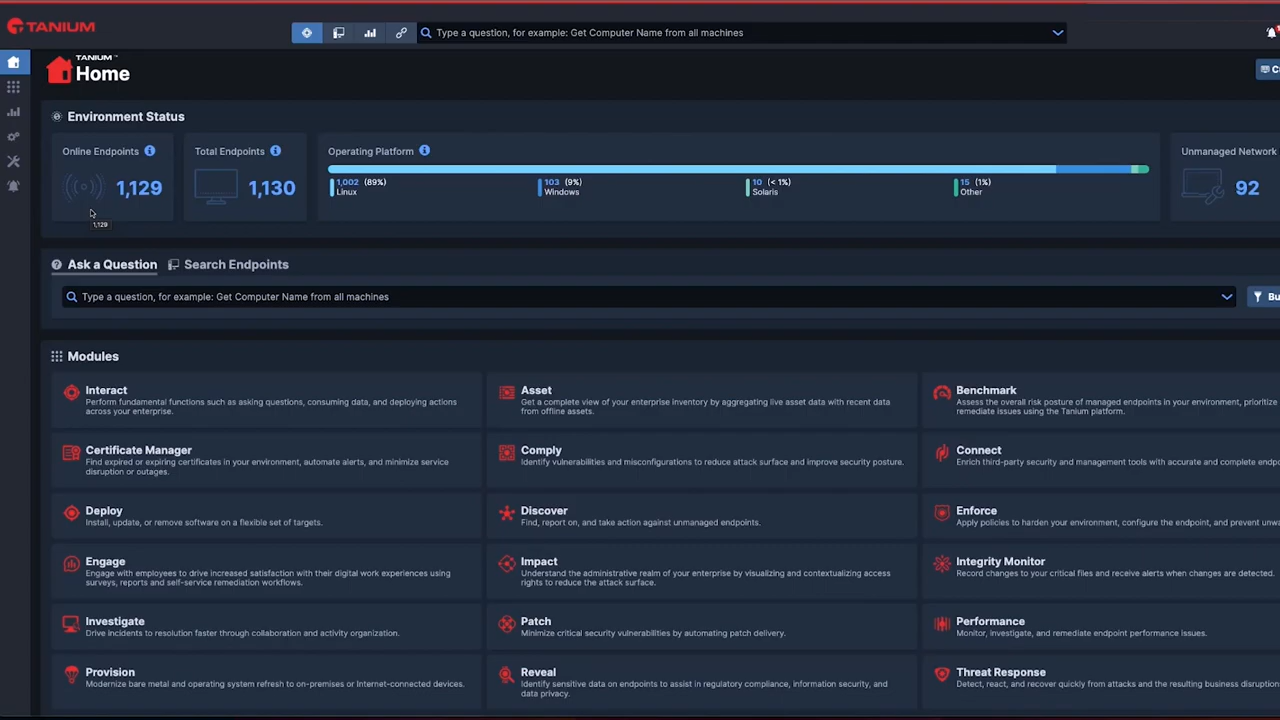 TANIUM
Type a question, for example: Get Computer Name from all machines
TANIUM™
Home
Environment Status
Online Endpoints
1,129
1,129
Total Endpoints
1,130
Operating Platform
1,002 (89%)
Linux
103 (9%)
Windows
10 (< 1%)
Solaris
15 (1%)
Other
Unmanaged Network
92
Ask a Question
Search Endpoints
Type a question, for example: Get Computer Name from all machines
Modules
Interact
Perform fundamental functions such as asking questions, consuming data, and deploying actions
across your enterprise.
Asset
Get a complete view of your enterprise inventory by aggregating live asset data with recent data
from offline assets.
Benchmark
Assess the overall risk posture of managed endpoints in your environment, prioritize
remediate issues using the Tanium platform.
Certificate Manager
Find expired or expiring certificates in your environment, automate alerts, and minimize service
disruption or outages.
Comply
Identify vulnerabilities and misconfigurations to reduce attack surface and improve security posture.
Connect
Enrich third-party security and management tools with accurate and complete
Deploy
Install, update, or remove software on a flexible set of targets.
Discover
Find, report on, and take action against unmanaged endpoints.
Enforce
Apply policies to harden your environment, configure the endpoint, and prevent
Engage
Engage with employees to drive increased satisfaction with their digital work experiences using
surveys, reports and self-service remediation workflows.
Impact
Understand the administrative realm of your enterprise by visualizing and contextualizing access
rights to reduce the attack surface.
Integrity Monitor
Record changes to your critical files and receive alerts when changes are detected.
Investigate
Drive incidents to resolution faster through collaboration and activity organization.
Patch
Minimize critical security vulnerabilities by automating patch delivery.
Performance
Monitor, investigate, and remediate endpoint performance issues.
Provision
Modernize bare metal and operating system refresh to on-premises or Internet-connected devices.
Reveal
Identify sensitive data on endpoints to assist in regulatory compliance, information security, and
data privacy.
Threat Response
Detect, react, and recover quickly from attacks and the resulting business